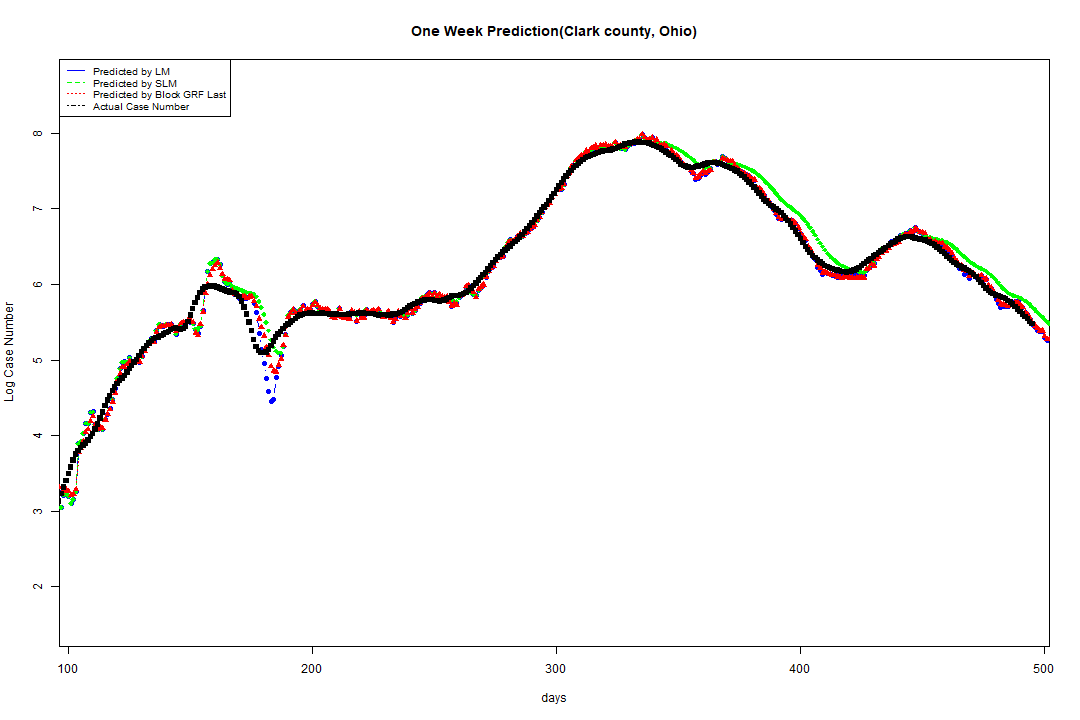 One Week Prediction(Clark county, Ohio)
Predicted by LM
Predicted by SLM
Predicted by Block GRF Last
Actual Case Number
Log Case Number
8
7
6
5
4
3
2
100 200 300 400 500
days